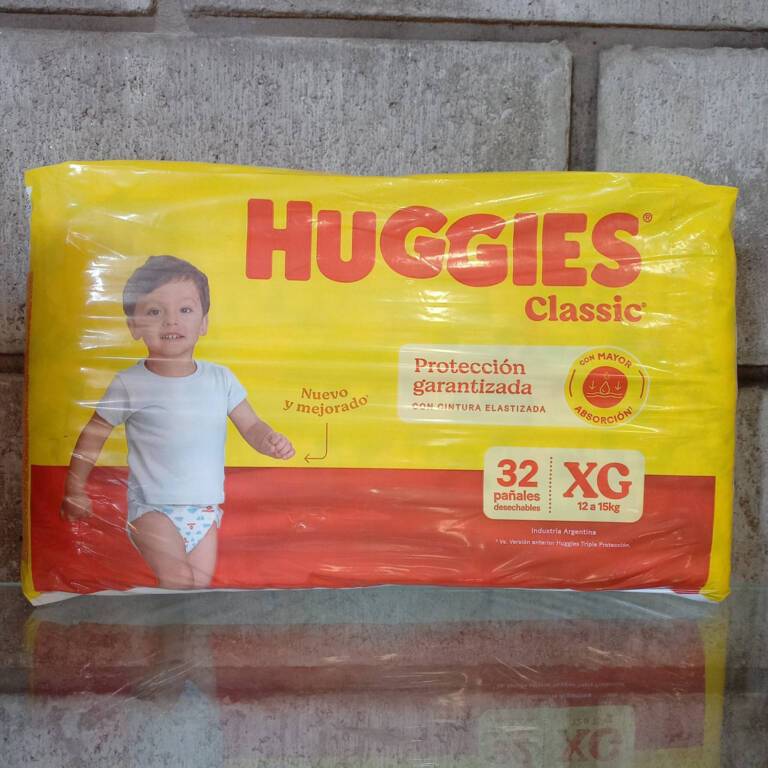 HUGGIES®
Classic®
Protección
garantizada
CON CINTURA ELASTIZADA
CON MAYOR
ABSORCIÓN
Nuevo
y mejorado
32
pañales
desechables
XG
12 a 15kg
Industria Argentina
* Vs. Versión anterior Huggies Triple Protección.